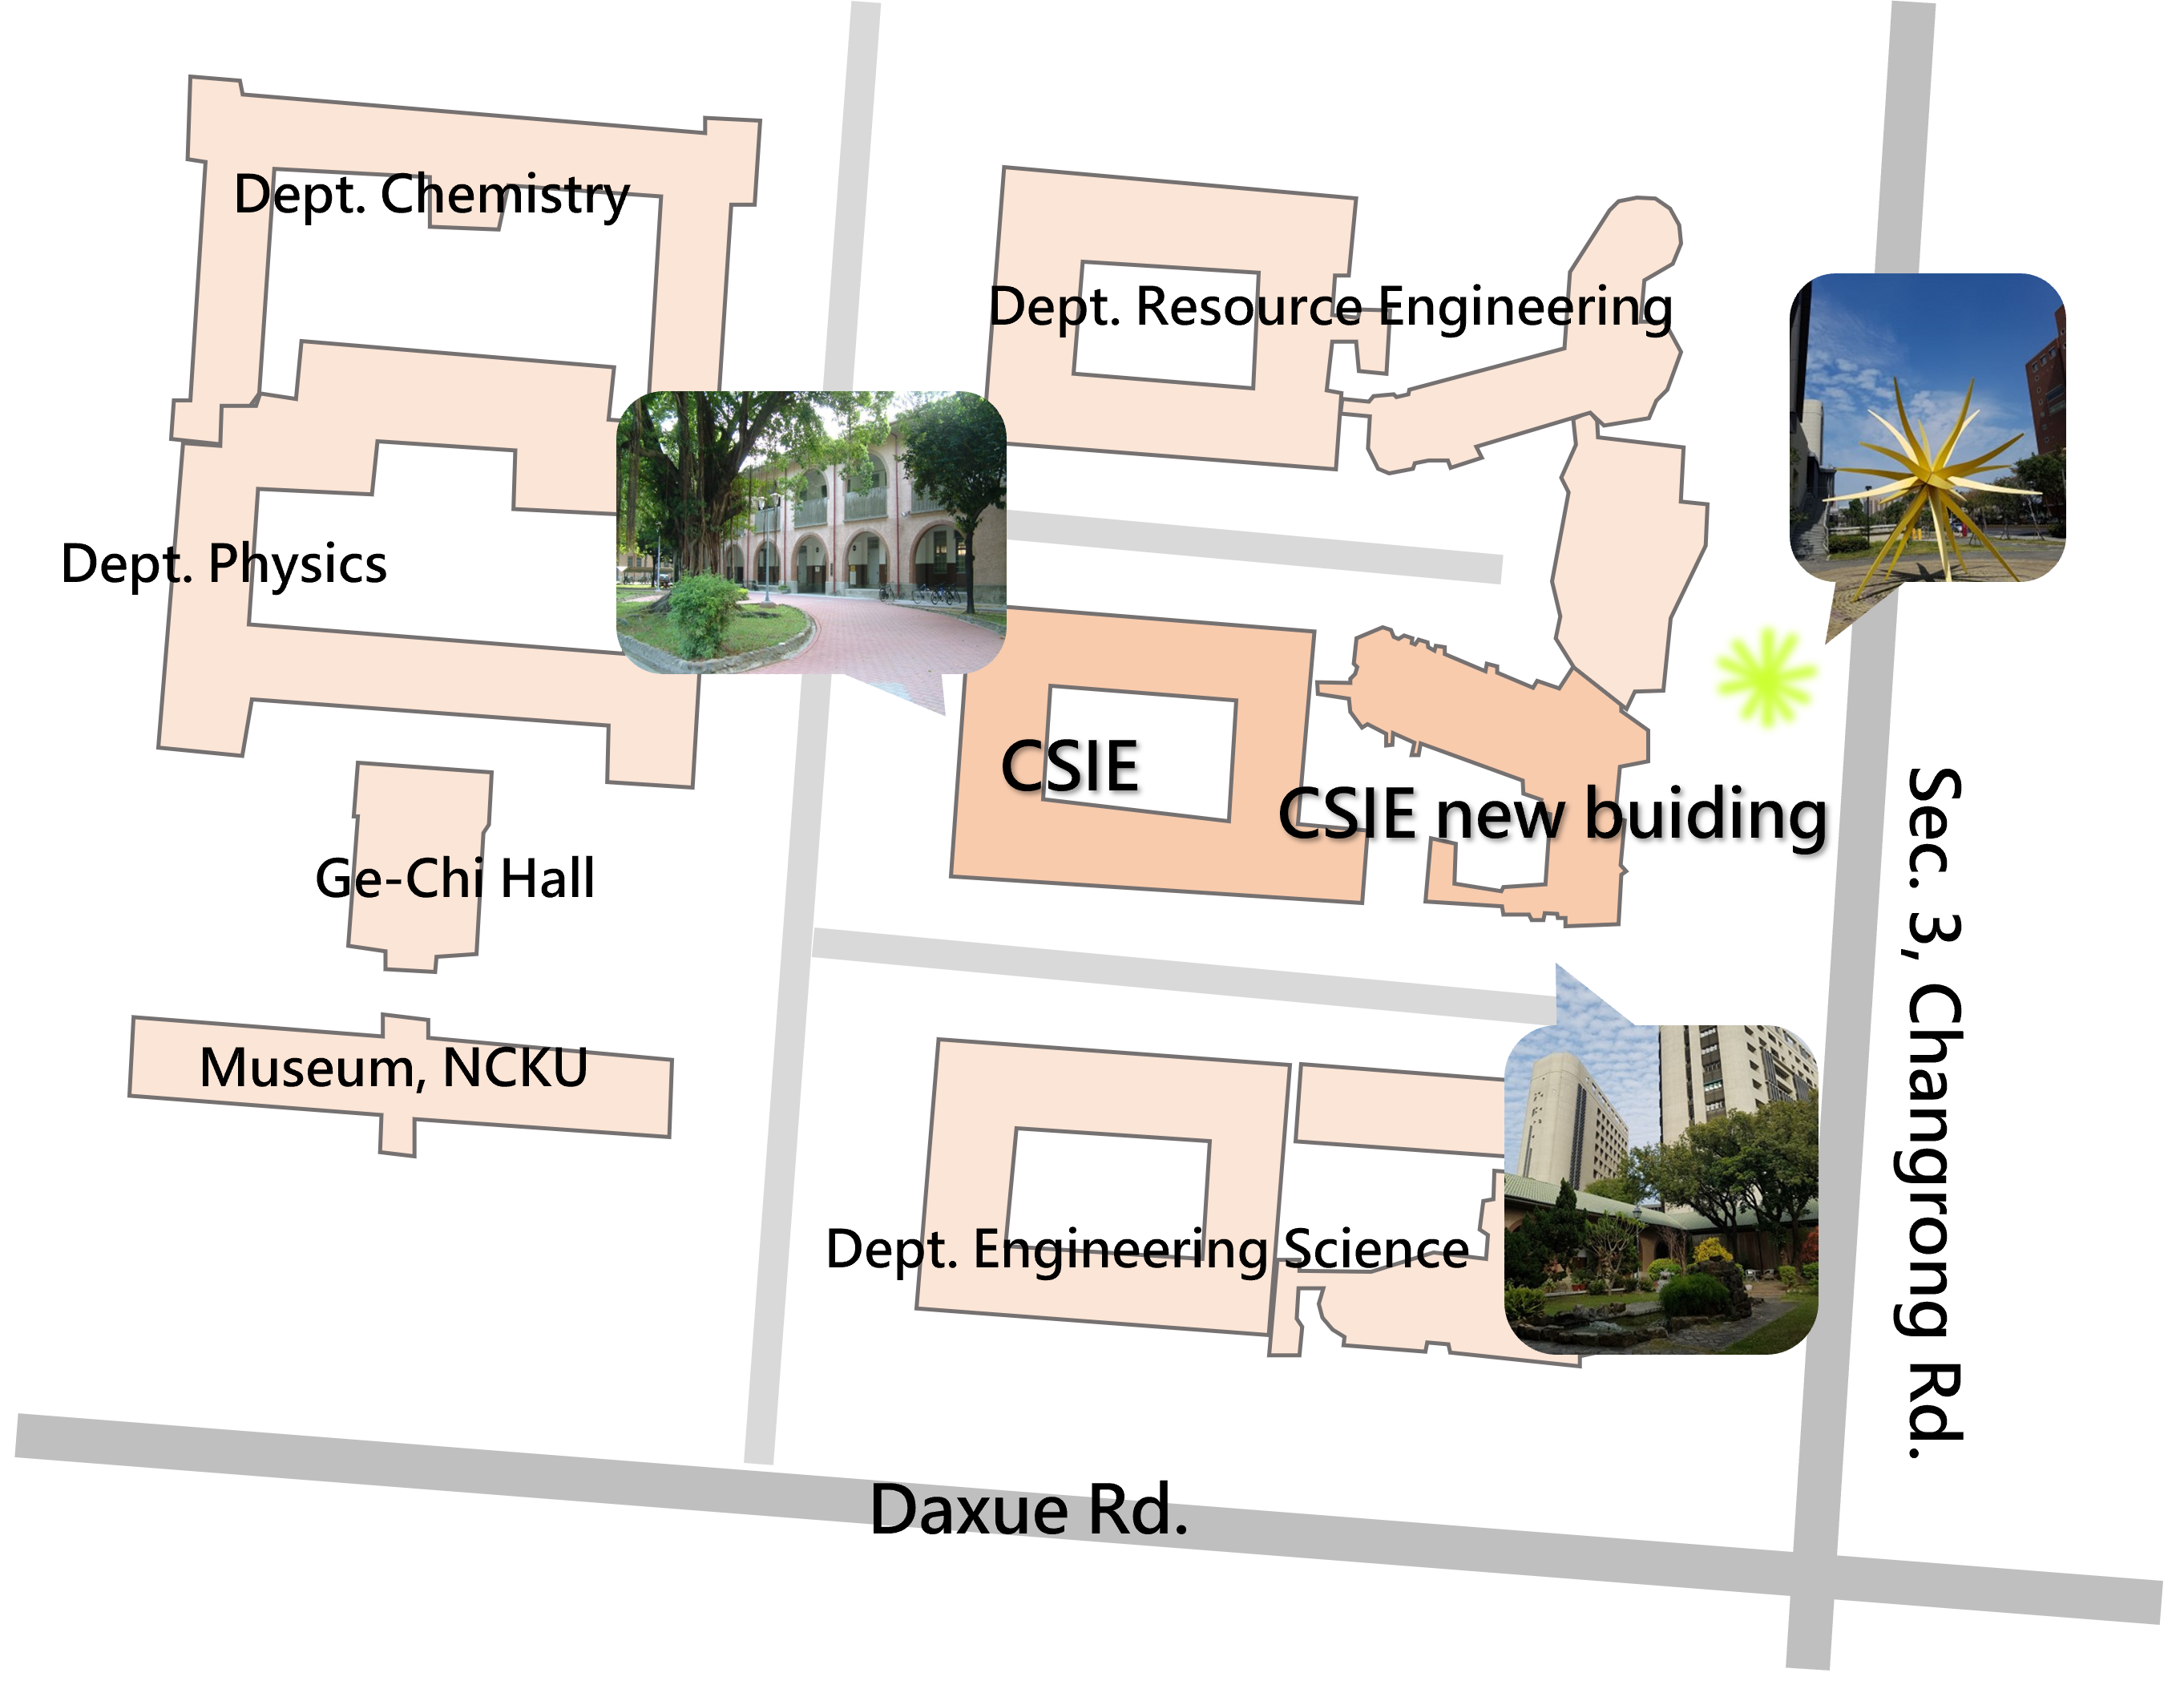 Dept. Chemistry
Dept. Resource Engineering
Dept. Physics
CSIE
CSIE new buiding
Ge-Chi Hall
Museum, NCKU
Dept. Engineering Science
Sec. 3, Changrong Rd.
Daxue Rd.